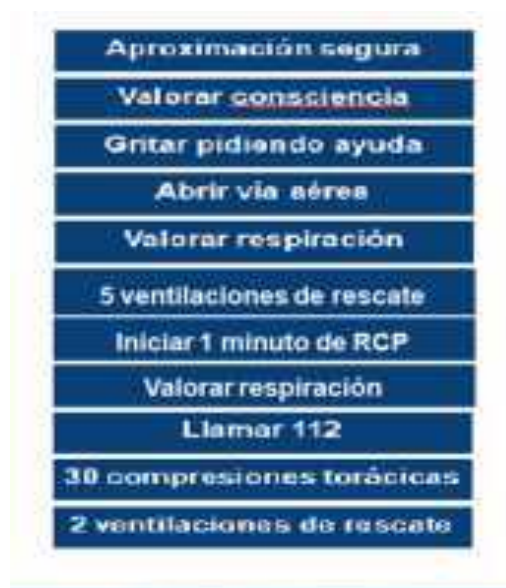 Aproximación segura
Valorar consciencia
Gritar pidiendo ayuda
Abrir vía aérea
Valorar respiración
5 ventilaciones de rescate
Iniciar 1 minuto de RCP
Valorar respiración
Llamar 112
30 compresiones torácicas
2 ventilaciones de rescate